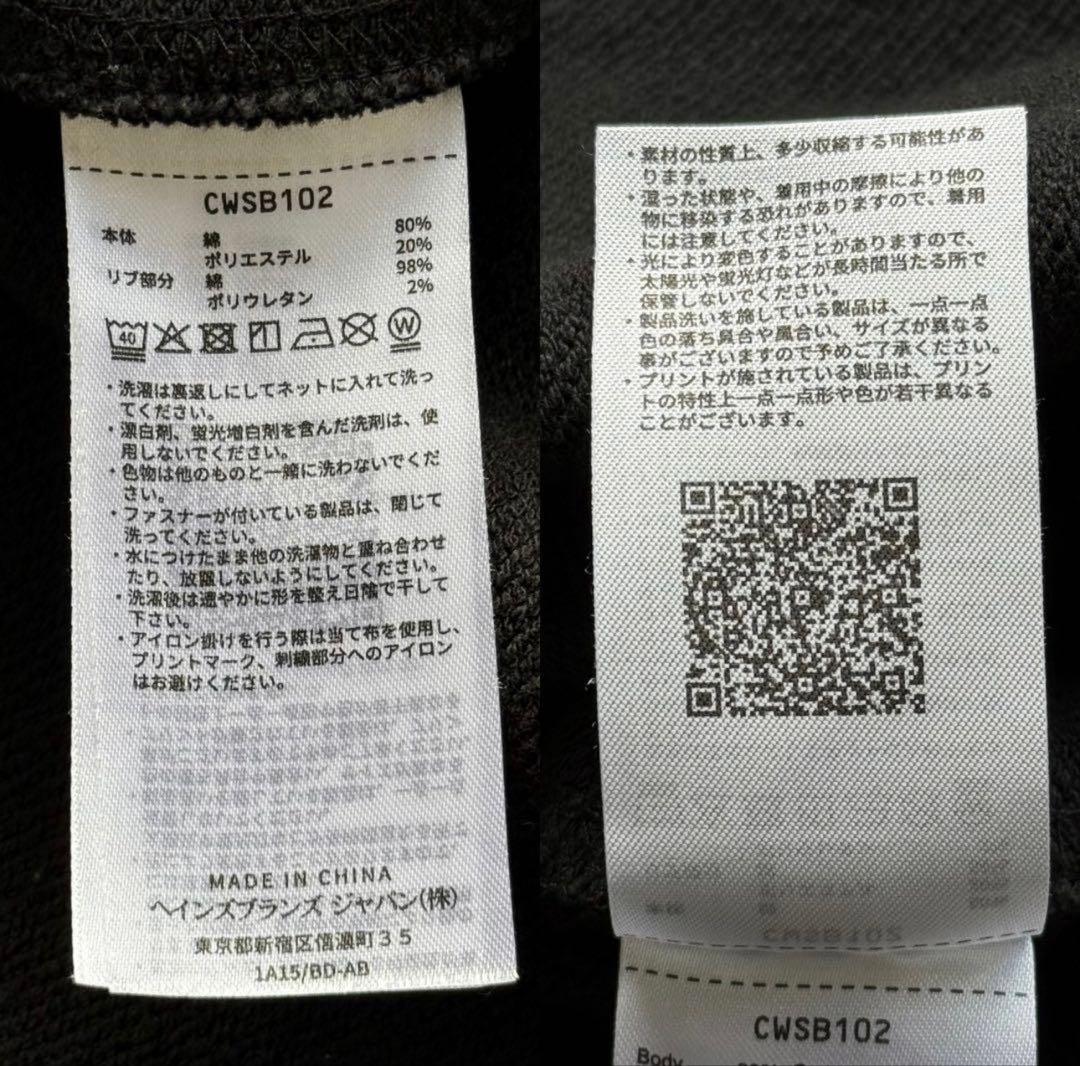 CWSB102
本体 綿 80%
ポリエステル 20%
リブ部分 綿 98%
ポリウレタン 2%
40 W
・洗濯は裏返しにしてネットに入れて洗っ
てください。
・漂白剤、蛍光増白剤を含んだ洗剤は、使
用しないでください。
・色物は他のものと一緒に洗わないでくだ
さい。
・ファスナーが付いている製品は、閉じて
洗ってください。
・水につけたまま他の洗濯物と重ね合わせ
たり、放置しないようにしてください。
・洗濯後は速やかに形を整え日陰で干して
下さい。
・アイロン掛けを行う際は当て布を使用し、
プリントマーク、刺繍部分へのアイロン
はお避けください。
MADE IN CHINA
ヘインズブランズ ジャパン(株)
東京都新宿区信濃町35
1A15/BD-AB
・素材の性質上、多少収縮する可能性があ
ります。
・湿った状態や、着用中の摩擦により他の
物に移染する恐れがありますので、着用
には注意してください。
・光により変色することがありますので、
太陽光や蛍光灯などが長時間当たる所で
保管しないでください。
・製品洗いを施している製品は、一点一点
色の落ち具合や風合い、サイズが異なる
事がございますので予めご了承ください。
・プリントが施されている製品は、プリン
トの特性上一点一点形や色が若干異なる
ことがございます。
CWSB102
Body